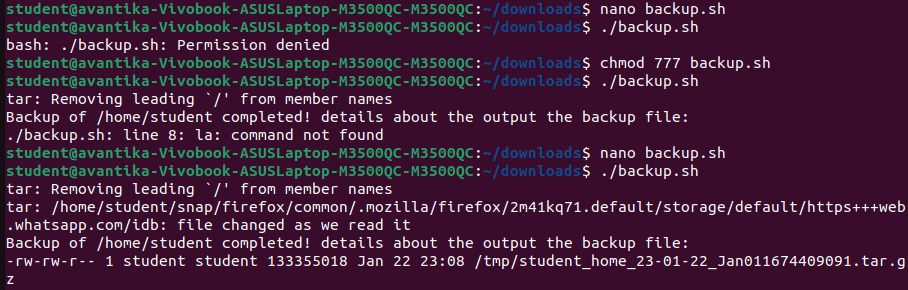 student@avantika-Vivobook-ASUSLaptop-M3500QC-M3500QC:~/downloads$ nano backup.sh
student@avantika-Vivobook-ASUSLaptop-M3500QC-M3500QC:~/downloads$ ./backup.sh
bash: ./backup.sh: Permission denied
student@avantika-Vivobook-ASUSLaptop-M3500QC-M3500QC:~/downloads$ chmod 777 backup.sh
student@avantika-Vivobook-ASUSLaptop-M3500QC-M3500QC:~/downloads$ ./backup.sh
tar: Removing leading `/' from member names
Backup of /home/student completed! details about the output the backup file:
./backup.sh: line 8: la: command not found
student@avantika-Vivobook-ASUSLaptop-M3500QC-M3500QC:~/downloads$ nano backup.sh
student@avantika-Vivobook-ASUSLaptop-M3500QC-M3500QC:~/downloads$ ./backup.sh
tar: Removing leading `/' from member names
tar: /home/student/snap/firefox/common/.mozilla/firefox/2m41kq71.default/storage/default/https+++web
.whatsapp.com/idb: file changed as we read it
Backup of /home/student completed! details about the output the backup file:
-rw-rw-r-- 1 student student 133355018 Jan 22 23:08 /tmp/student_home_23-01-22_Jan011674409091.tar.g
z